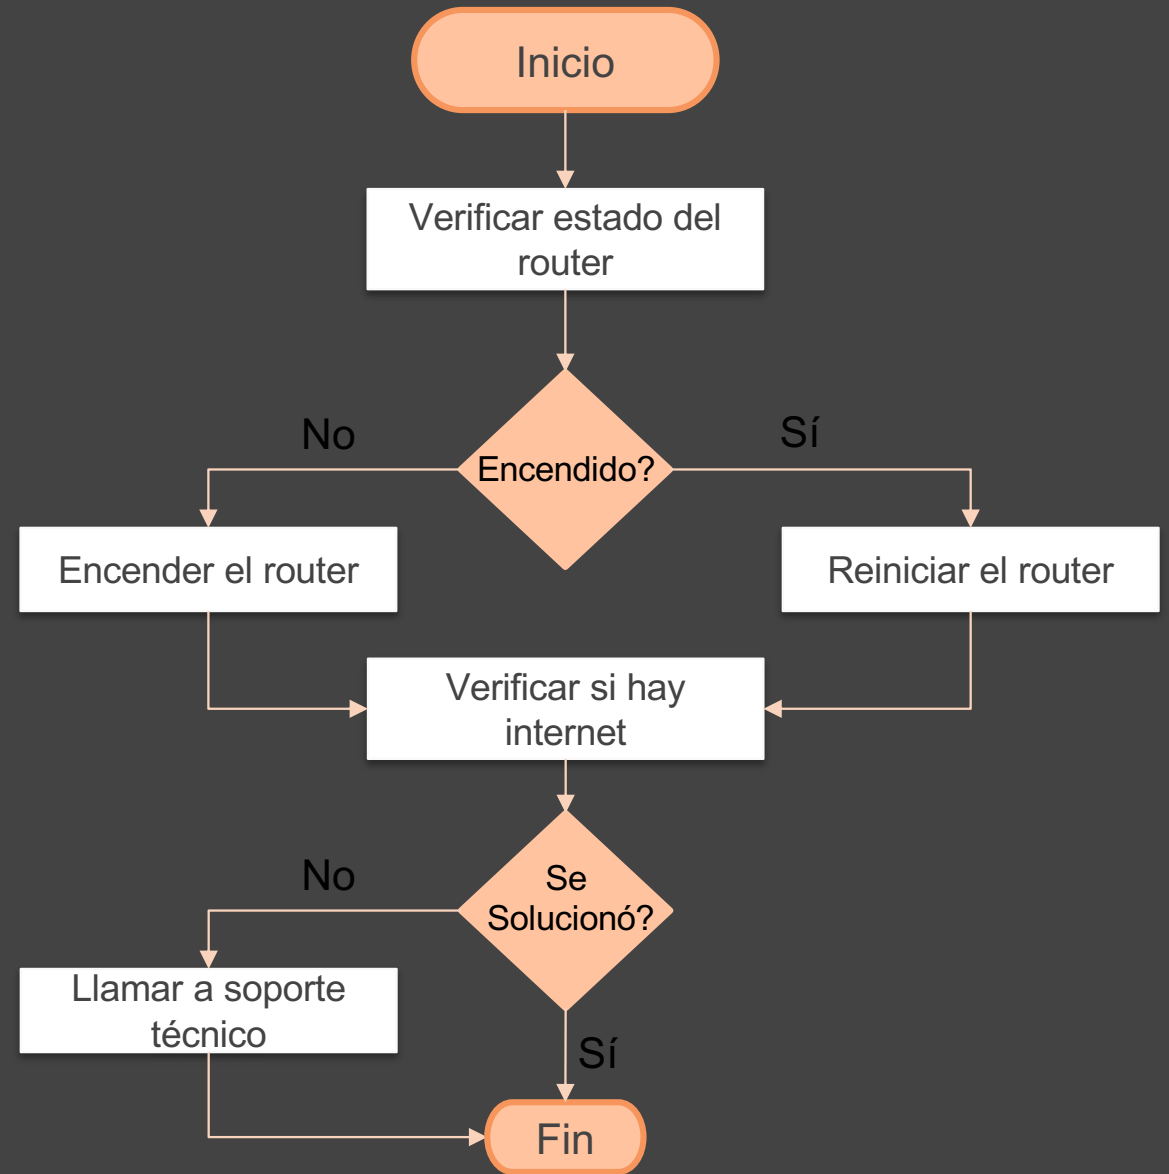 Inicio
Verificar estado del
router
No
Sí
Encendido?
Encender el router
Reiniciar el router
Verificar si hay
internet
No
Se
Solucionó?
Llamar a soporte
técnico
Sí
Fin